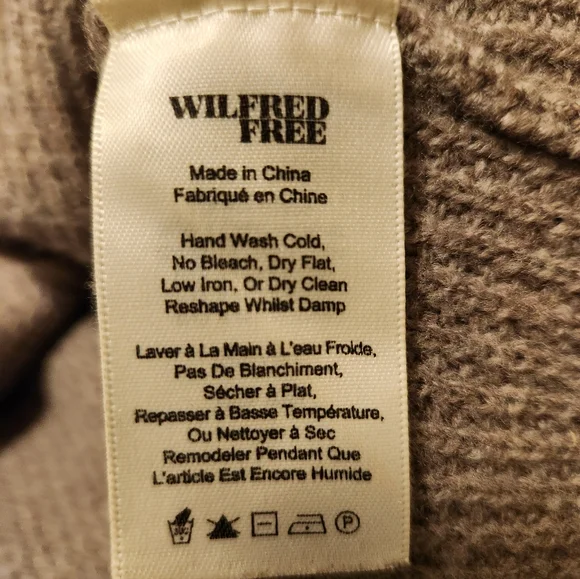 WILFRED
FREE
Made in China
Fabriqué en Chine
Hand Wash Cold,
No Bleach, Dry Flat,
Low Iron, Or Dry Clean
Reshape Whilst Damp
Laver à La Main à L'eau Froide,
Pas De Blanchiment,
Sécher à Plat,
Repasser à Basse Température,
Ou Nettoyer à Sec
Remodeler Pendant Que
L'article Est Encore Humide
P